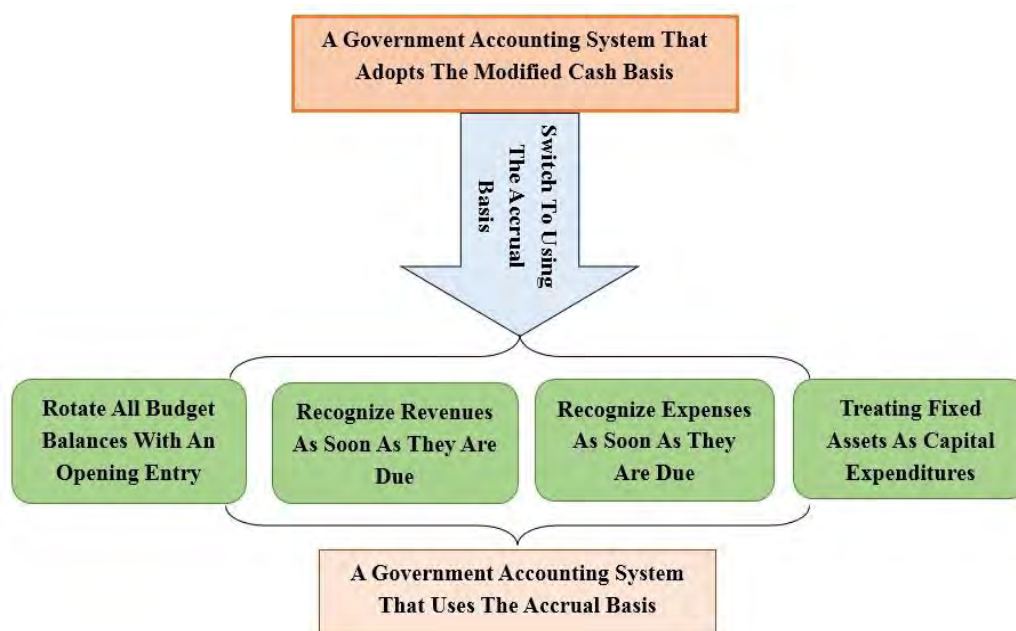 A Government Accounting System That
Adopts The Modified Cash Basis
Switch To Using
The Accrual
Basis
Rotate All Budget
Balances With An
Opening Entry
Recognize Revenues
As Soon As They Are
Due
Recognize Expenses
As Soon As They
Are Due
Treating Fixed
Assets As Capital
Expenditures
A Government Accounting System
That Uses The Accrual Basis